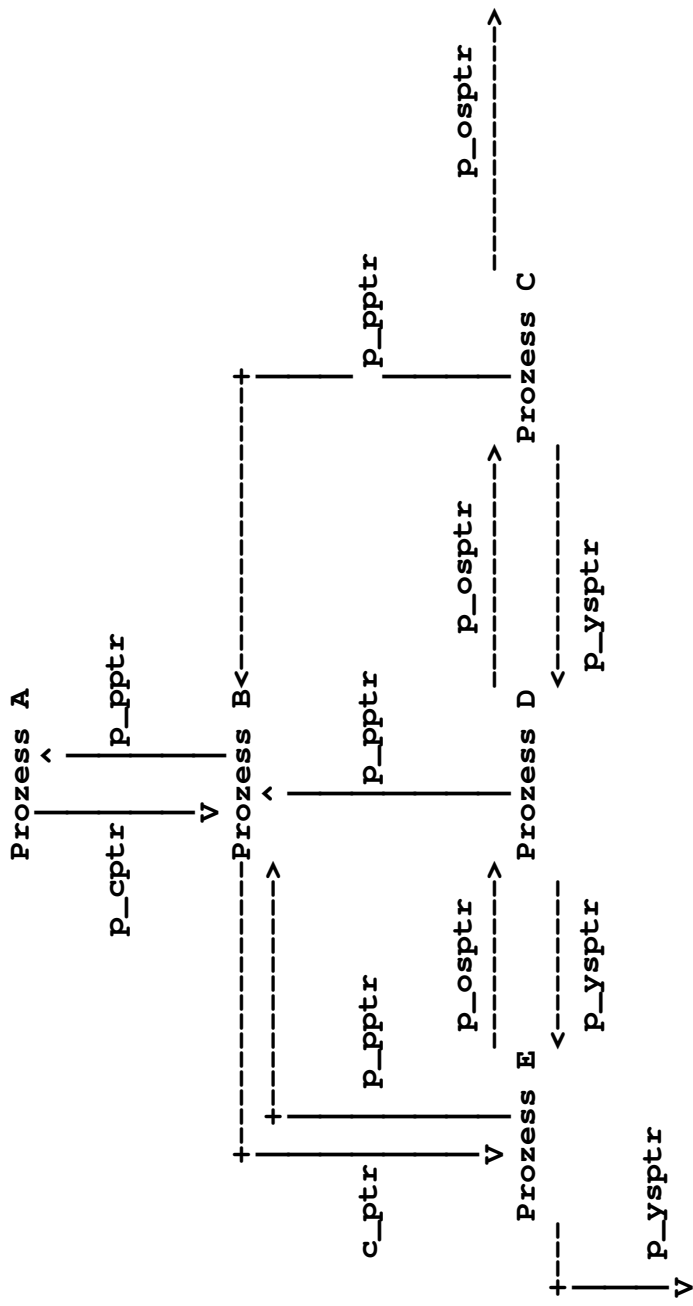 Prozess A
p_cptr p_pptr
Prozess B
c_ptr p_pptr p_pptr p_pptr
p_osptr p_osptr p_osptr
Prozess E Prozess D Prozess C
p_ysptr p_ysptr
p_ysptr